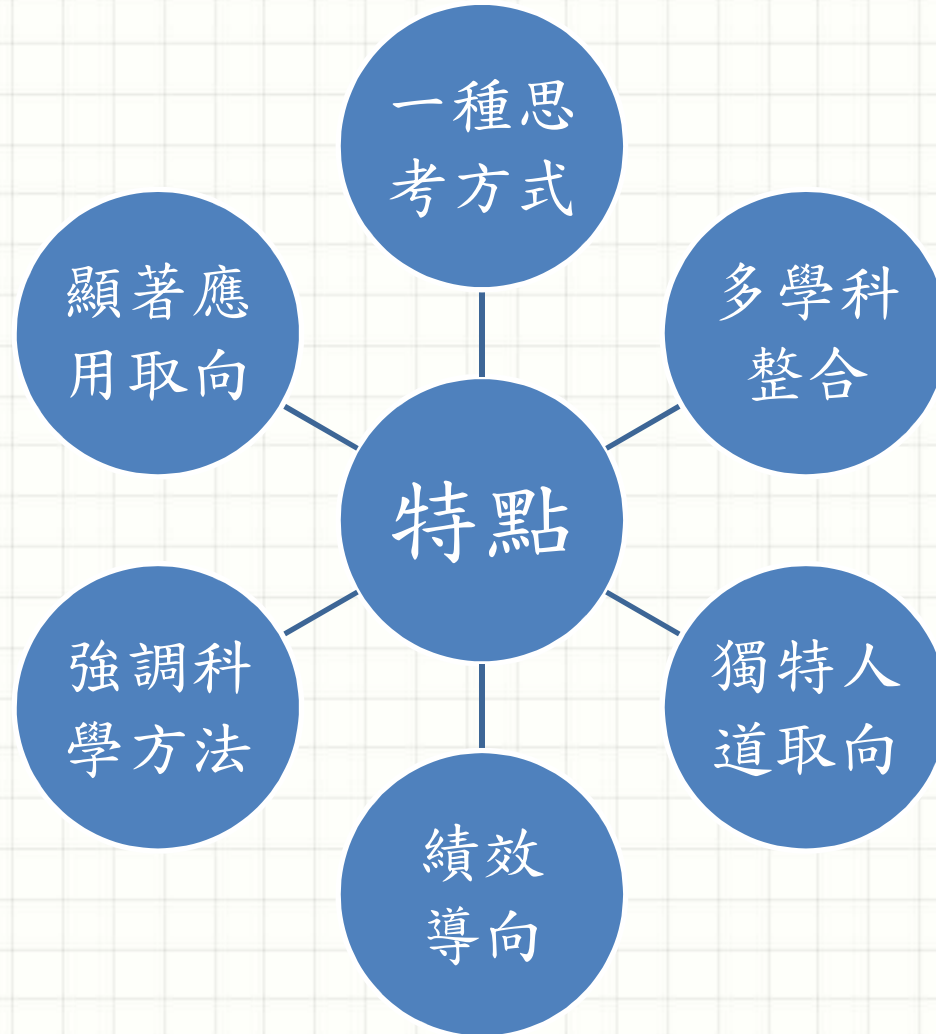 一種思
考方式
顯著應
用取向
多學科
整合
特點
強調科
學方法
獨特人
道取向
績效
導向